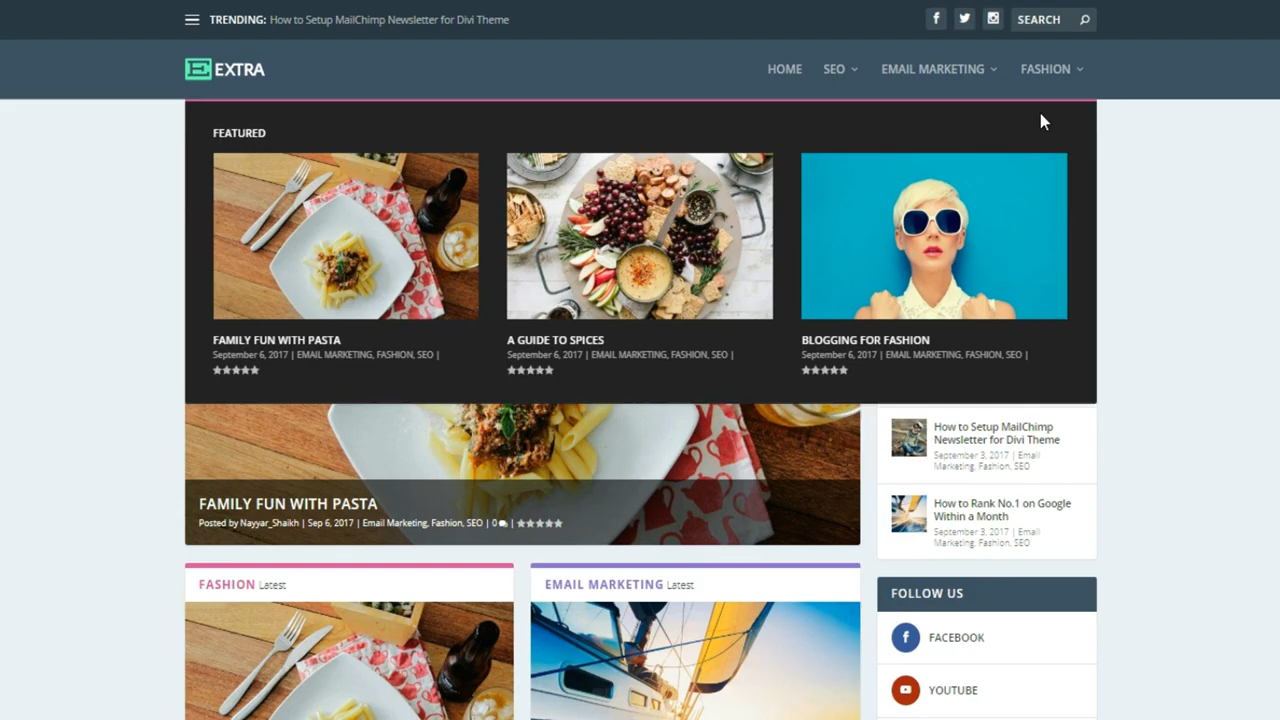 TRENDING: How to Setup MailChimp Newsletter for Divi Theme
SEARCH
EXTRA
HOME SEO EMAIL MARKETING FASHION
FEATURED
FAMILY FUN WITH PASTA
September 6, 2017 | EMAIL MARKETING, FASHION, SEO |
A GUIDE TO SPICES
September 6, 2017 | EMAIL MARKETING, FASHION, SEO |
BLOGGING FOR FASHION
September 6, 2017 | EMAIL MARKETING, FASHION, SEO |
FAMILY FUN WITH PASTA
Posted by Nayyar_Shaikh | Sep 6, 2017 | Email Marketing, Fashion, SEO | 0 |
How to Setup MailChimp
Newsletter for Divi Theme
September 3, 2017 | Email
Marketing, Fashion, SEO
How to Rank No.1 on Google
Within a Month
September 3, 2017 | Email
Marketing, Fashion, SEO
FASHION Latest
EMAIL MARKETING Latest
FOLLOW US
FACEBOOK
YOUTUBE